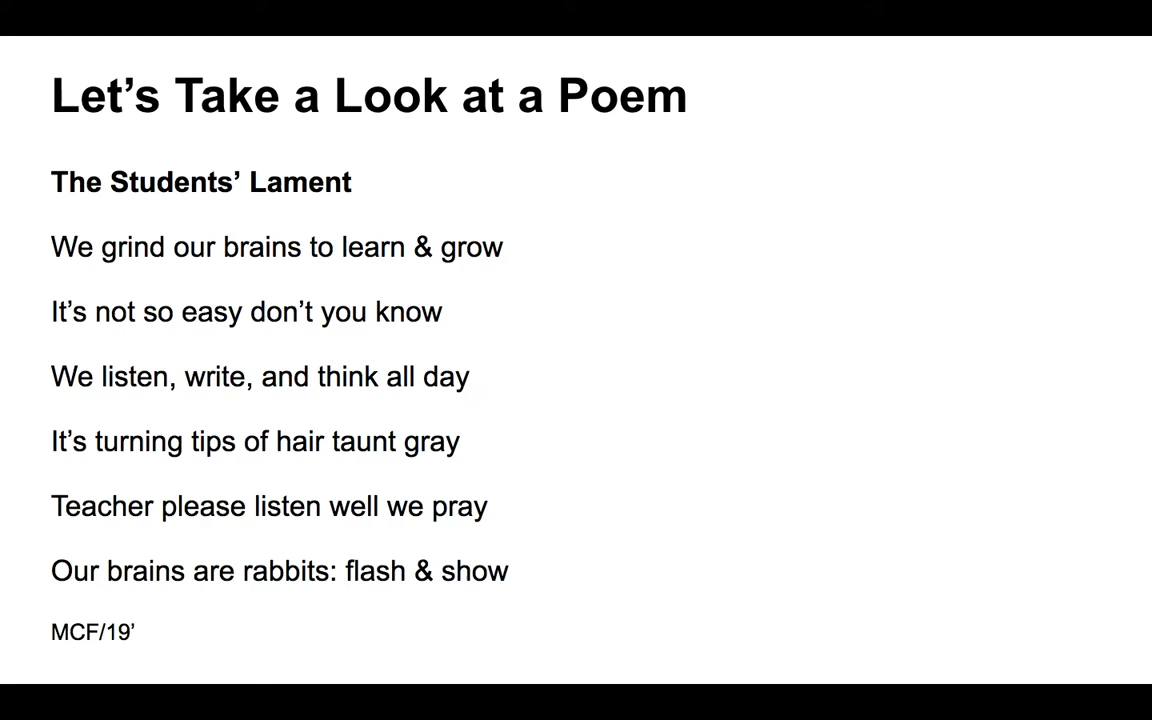 Let’s Take a Look at a Poem
The Students’ Lament
We grind our brains to learn & grow
It’s not so easy don’t you know
We listen, write, and think all day
It’s turning tips of hair taunt gray
Teacher please listen well we pray
Our brains are rabbits: flash & show
MCF/19’